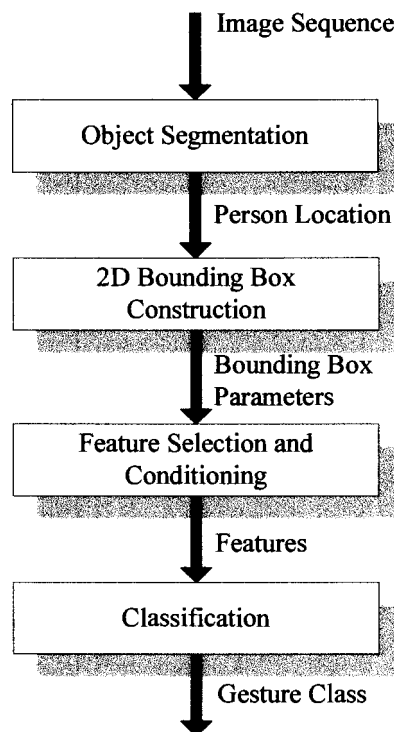 Image Sequence
Object Segmentation
Person Location
2D Bounding Box
Construction
Bounding Box
Parameters
Feature Selection and
Conditioning
Features
Classification
Gesture Class